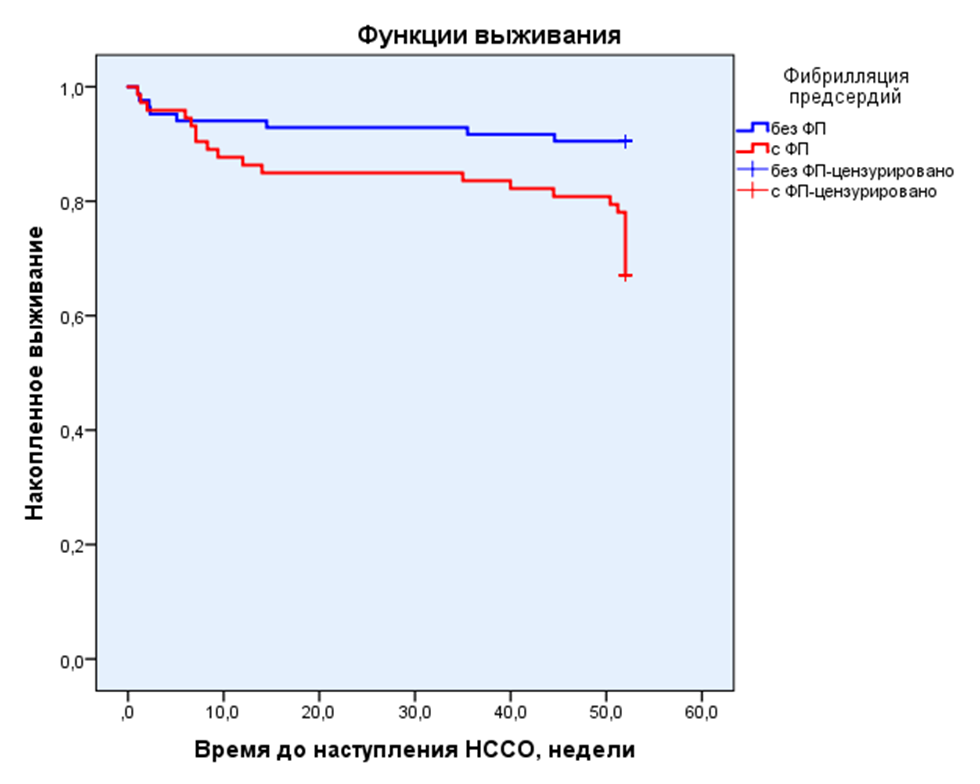 Функции выживания
Накопленное выживание
1,0
0,8
0,6
0,4
0,2
0,0
,0 10,0 20,0 30,0 40,0 50,0 60,0
Время до наступления НССО, недели
Фибрилляция
предсердий
без ФП
с ФП
без ФП-цензурировано
с ФП-цензурировано